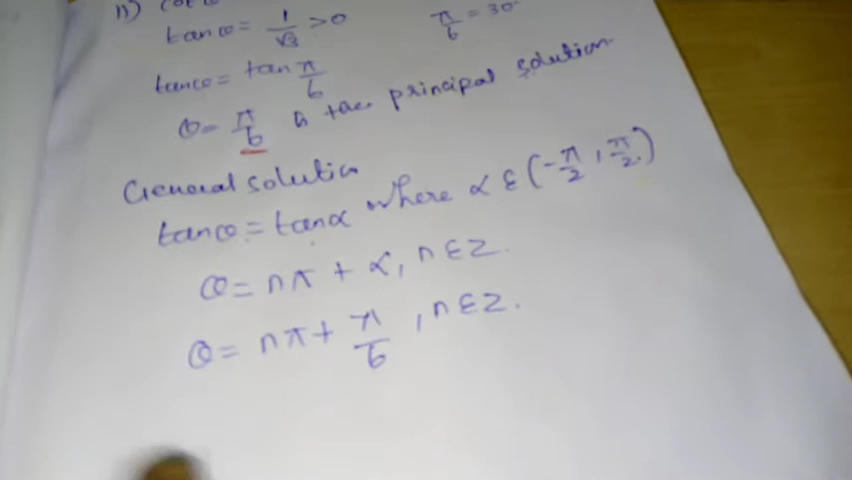 11)
tanθ = 1/√3 > 0
π/6 = 30°
tanθ = tan π/6
θ = π/6 is the principal solution
General solution
tanθ = tanα where α ε (-π/2, π/2)
θ = nπ + α, n ε z.
θ = nπ + π/6, n ε z.